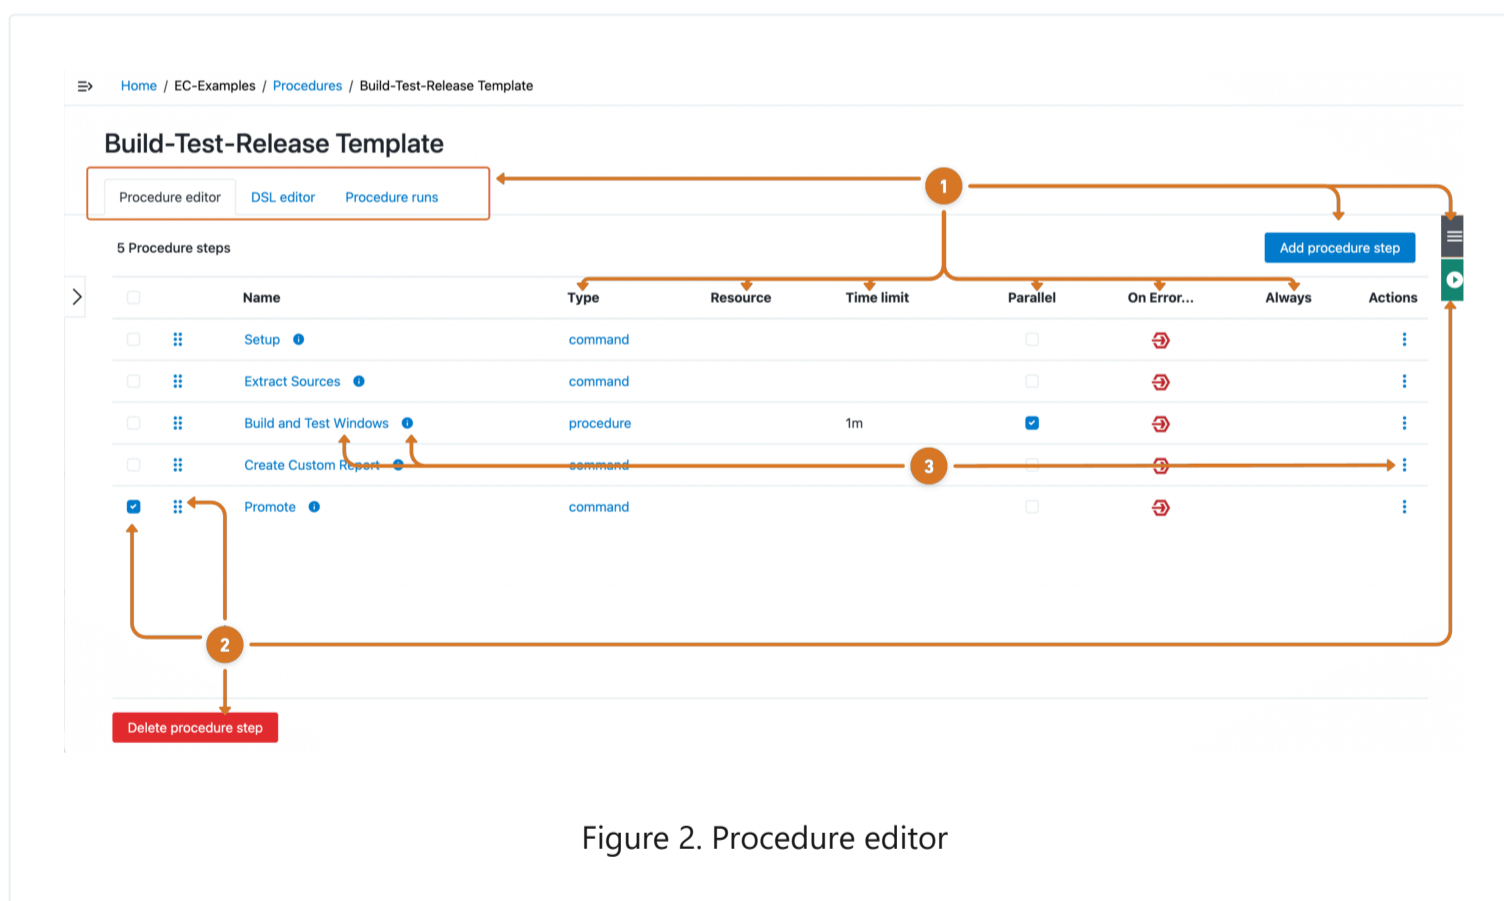 Home / EC-Examples / Procedures / Build-Test-Release Template
Build-Test-Release Template
Procedure editor DSL editor Procedure runs
1
5 Procedure steps Add procedure step
Name Type Resource Time limit Parallel On Error... Always Actions
Setup command
Extract Sources command
Build and Test Windows procedure 1m
Create Custom Report command
3
Promote command
2
Delete procedure step
Figure 2. Procedure editor